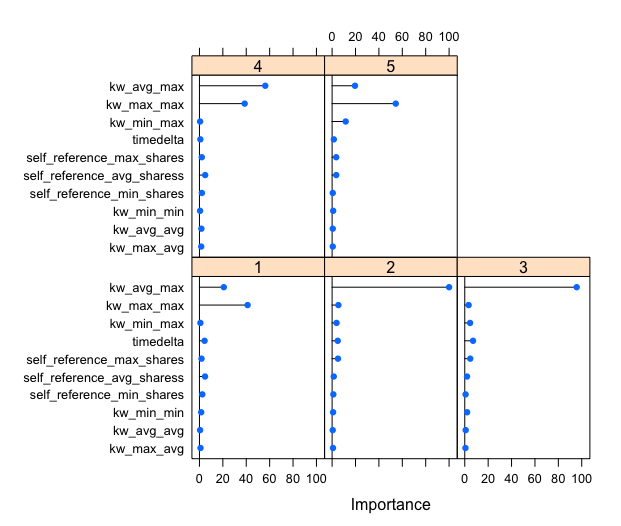 0 20 40 60 80 100
4 5
kw_avg_max
kw_max_max
kw_min_max
timedelta
self_reference_max_shares
self_reference_avg_sharess
self_reference_min_shares
kw_min_min
kw_avg_avg
kw_max_avg
1 2 3
kw_avg_max
kw_max_max
kw_min_max
timedelta
self_reference_max_shares
self_reference_avg_sharess
self_reference_min_shares
kw_min_min
kw_avg_avg
kw_max_avg
0 20 40 60 80 100 0 20 40 60 80 100
Importance